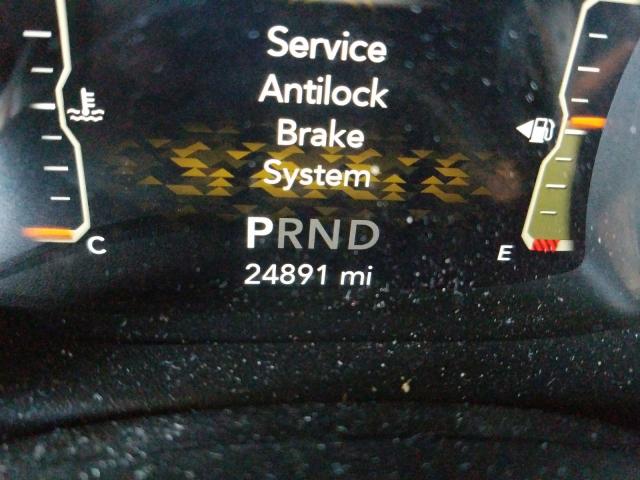 Service
Antilock
Brake
System
PRND
24891 mi
C
E